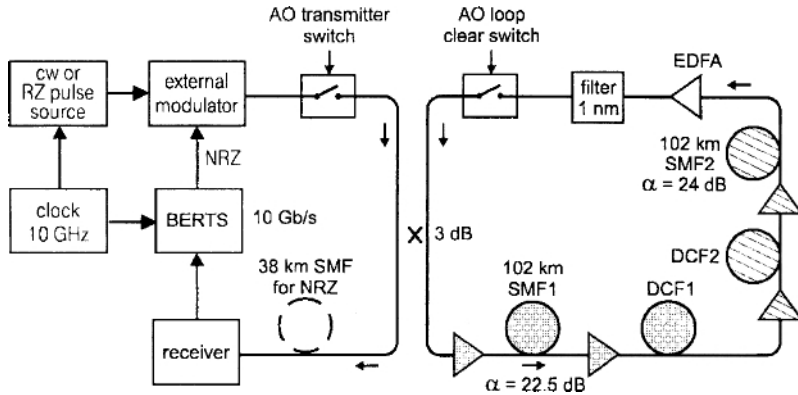 AO transmitter
switch
AO loop
clear switch
EDFA
cw or
RZ pulse
source
external
modulator
filter
1 nm
102 km
SMF2
α = 24 dB
NRZ
clock
10 GHz
BERTS
10 Gb/s
3 dB
DCF2
38 km SMF
for NRZ
102 km
SMF1
DCF1
receiver
α = 22.5 dB